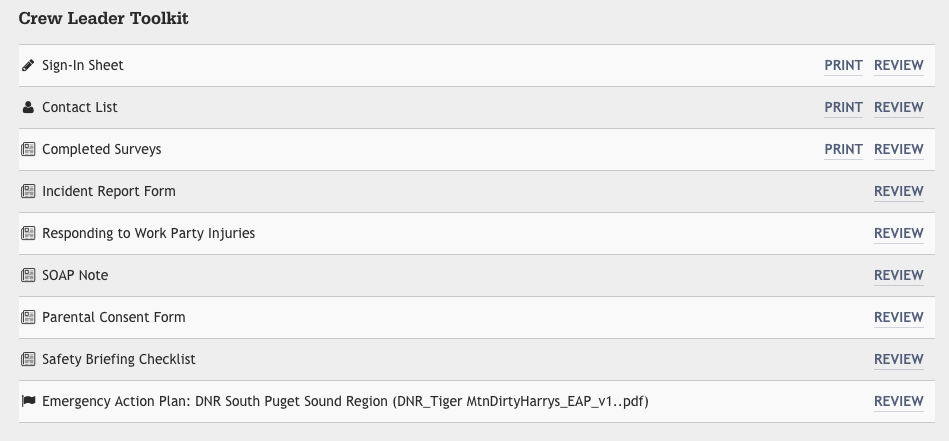 Crew Leader Toolkit
Sign-In Sheet PRINT REVIEW
Contact List PRINT REVIEW
Completed Surveys PRINT REVIEW
Incident Report Form REVIEW
Responding to Work Party Injuries REVIEW
SOAP Note REVIEW
Parental Consent Form REVIEW
Safety Briefing Checklist REVIEW
Emergency Action Plan: DNR South Puget Sound Region (DNR_Tiger MtnDirtyHarrys_EAP_v1..pdf) REVIEW